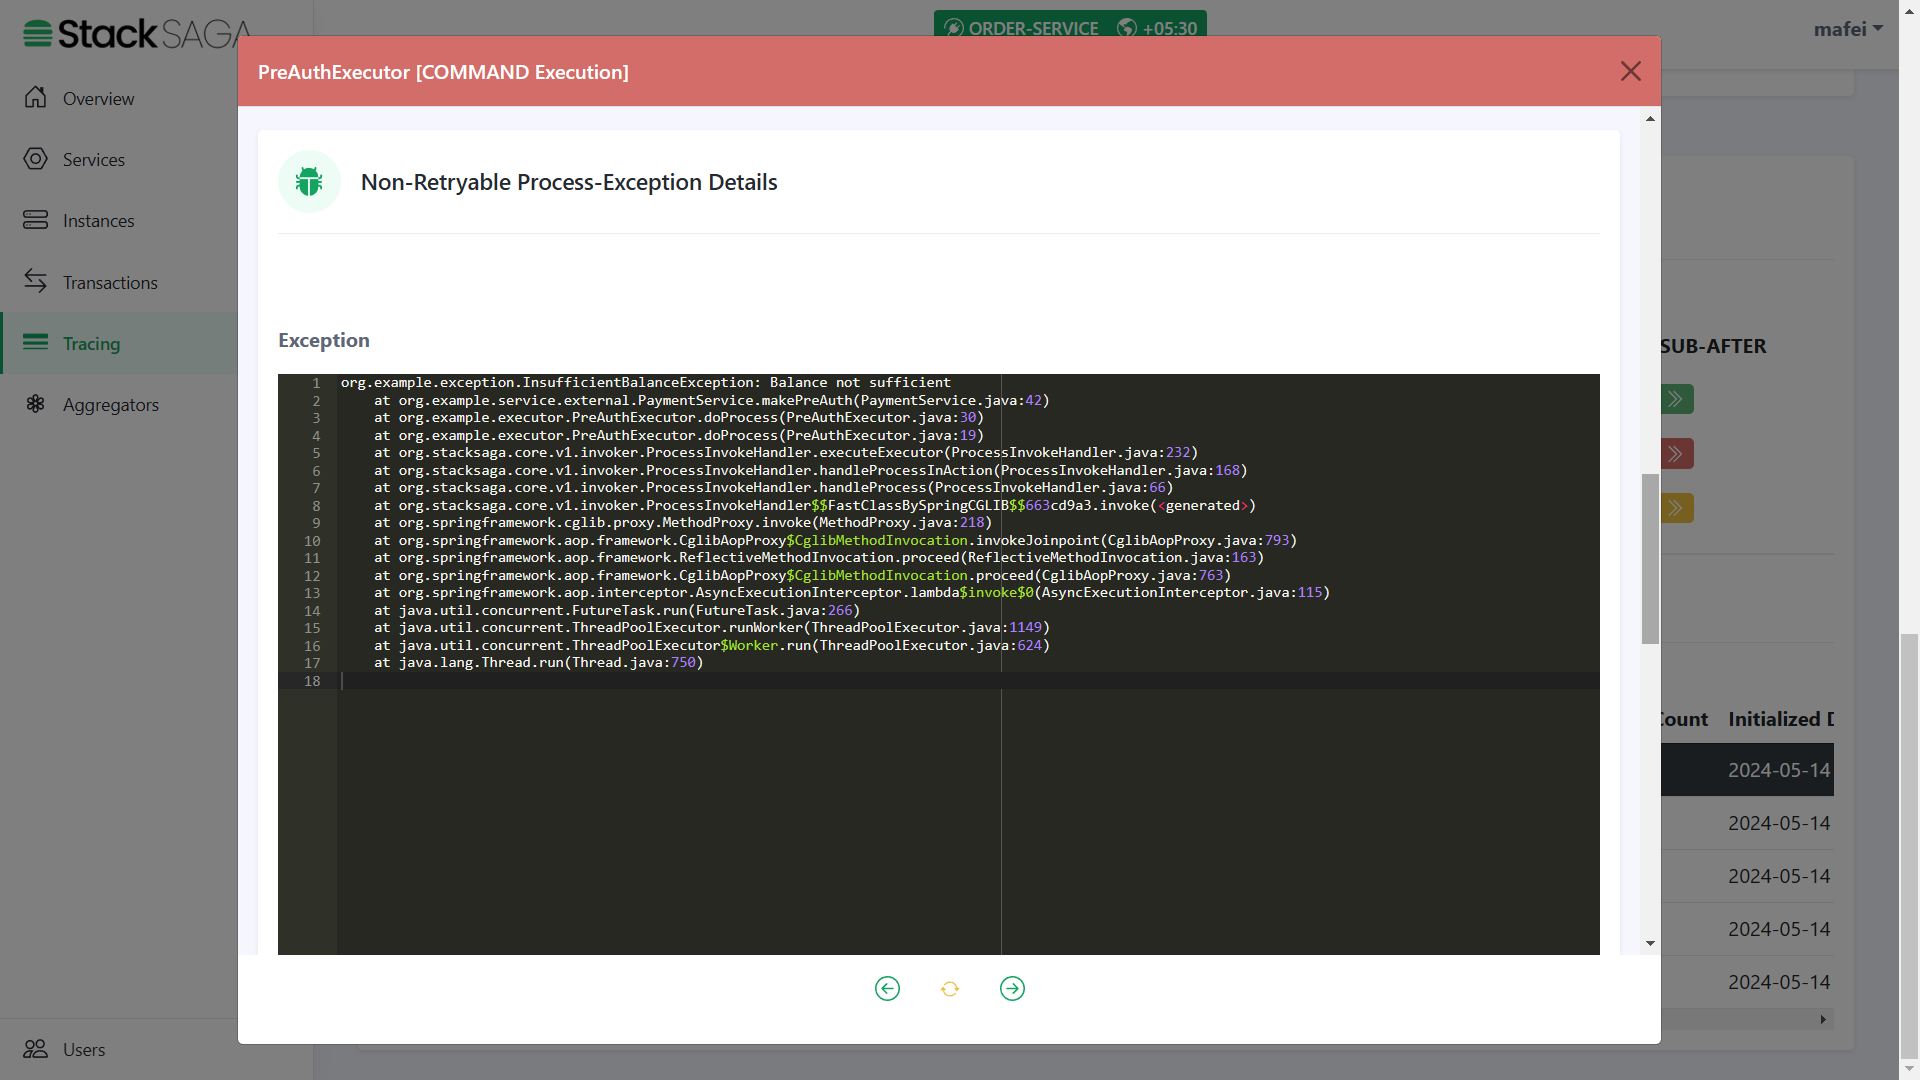 StackSAGA
ORDER-SERVICE +05:30
mafei
PreAuthExecutor [COMMAND Execution]
Overview
Services
Instances
Transactions
Tracing
Aggregators
Users
Non-Retryable Process-Exception Details
Exception
1 org.example.exception.InsufficientBalanceException: Balance not sufficient
2 at org.example.service.external.PaymentService.makePreAuth(PaymentService.java:42)
3 at org.example.executor.PreAuthExecutor.doProcess(PreAuthExecutor.java:30)
4 at org.example.executor.PreAuthExecutor.doProcess(PreAuthExecutor.java:19)
5 at org.stacksaga.core.v1.invoker.ProcessInvokeHandler.executeExecutor(ProcessInvokeHandler.java:232)
6 at org.stacksaga.core.v1.invoker.ProcessInvokeHandler.handleProcessInAction(ProcessInvokeHandler.java:168)
7 at org.stacksaga.core.v1.invoker.ProcessInvokeHandler.handleProcess(ProcessInvokeHandler.java:66)
8 at org.stacksaga.core.v1.invoker.ProcessInvokeHandler$$FastClassBySpringCGLIB$$663cd9a3.invoke(<generated>)
9 at org.springframework.cglib.proxy.MethodProxy.invoke(MethodProxy.java:218)
10 at org.springframework.aop.framework.CglibAopProxy$CglibMethodInvocation.invokeJoinpoint(CglibAopProxy.java:793)
11 at org.springframework.aop.framework.ReflectiveMethodInvocation.proceed(ReflectiveMethodInvocation.java:163)
12 at org.springframework.aop.framework.CglibAopProxy$CglibMethodInvocation.proceed(CglibAopProxy.java:763)
13 at org.springframework.aop.interceptor.AsyncExecutionInterceptor.lambda$invoke$0(AsyncExecutionInterceptor.java:115)
14 at java.util.concurrent.FutureTask.run(FutureTask.java:266)
15 at java.util.concurrent.ThreadPoolExecutor.runWorker(ThreadPoolExecutor.java:1149)
16 at java.util.concurrent.ThreadPoolExecutor$Worker.run(ThreadPoolExecutor.java:624)
17 at java.lang.Thread.run(Thread.java:750)
18
SUB-AFTER
Count Initialized D
2024-05-14
2024-05-14
2024-05-14
2024-05-14
2024-05-14